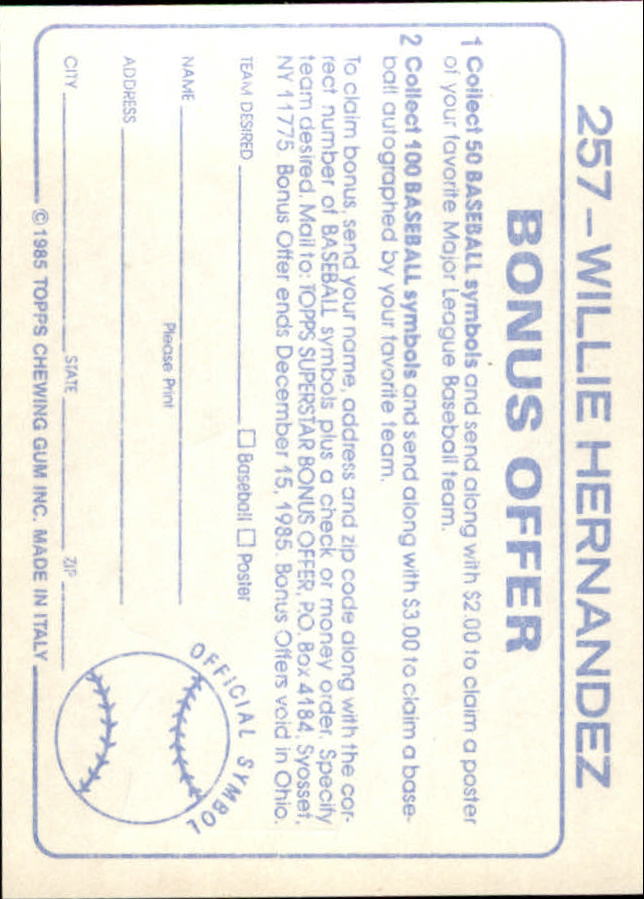 257–WILLIE HERNANDEZ
BONUS OFFER
1 Collect 50 BASEBALL symbols and send along with $2.00 to claim a poster
of your favorite Major League Baseball team.
2 Collect 100 BASEBALL symbols and send along with $3.00 to claim a base-
ball autographed by your favorite team.
To claim bonus, send your name, address and zip code along with the cor-
rect number of BASEBALL symbols plus a check or money order. Specify
team desired. Mail to: TOPPS SUPERSTAR BONUS OFFER, P.O. Box 4184, Syosset,
NY 11775. Bonus Offer ends December 15, 1985. Bonus Offers void in Ohio.
TEAM DESIRED ☐ Baseball ☐ Poster
NAME
Please Print
ADDRESS
CITY STATE ZIP
OFFICIAL SYMBOL
©1985 TOPPS CHEWING GUM INC. MADE IN ITALY